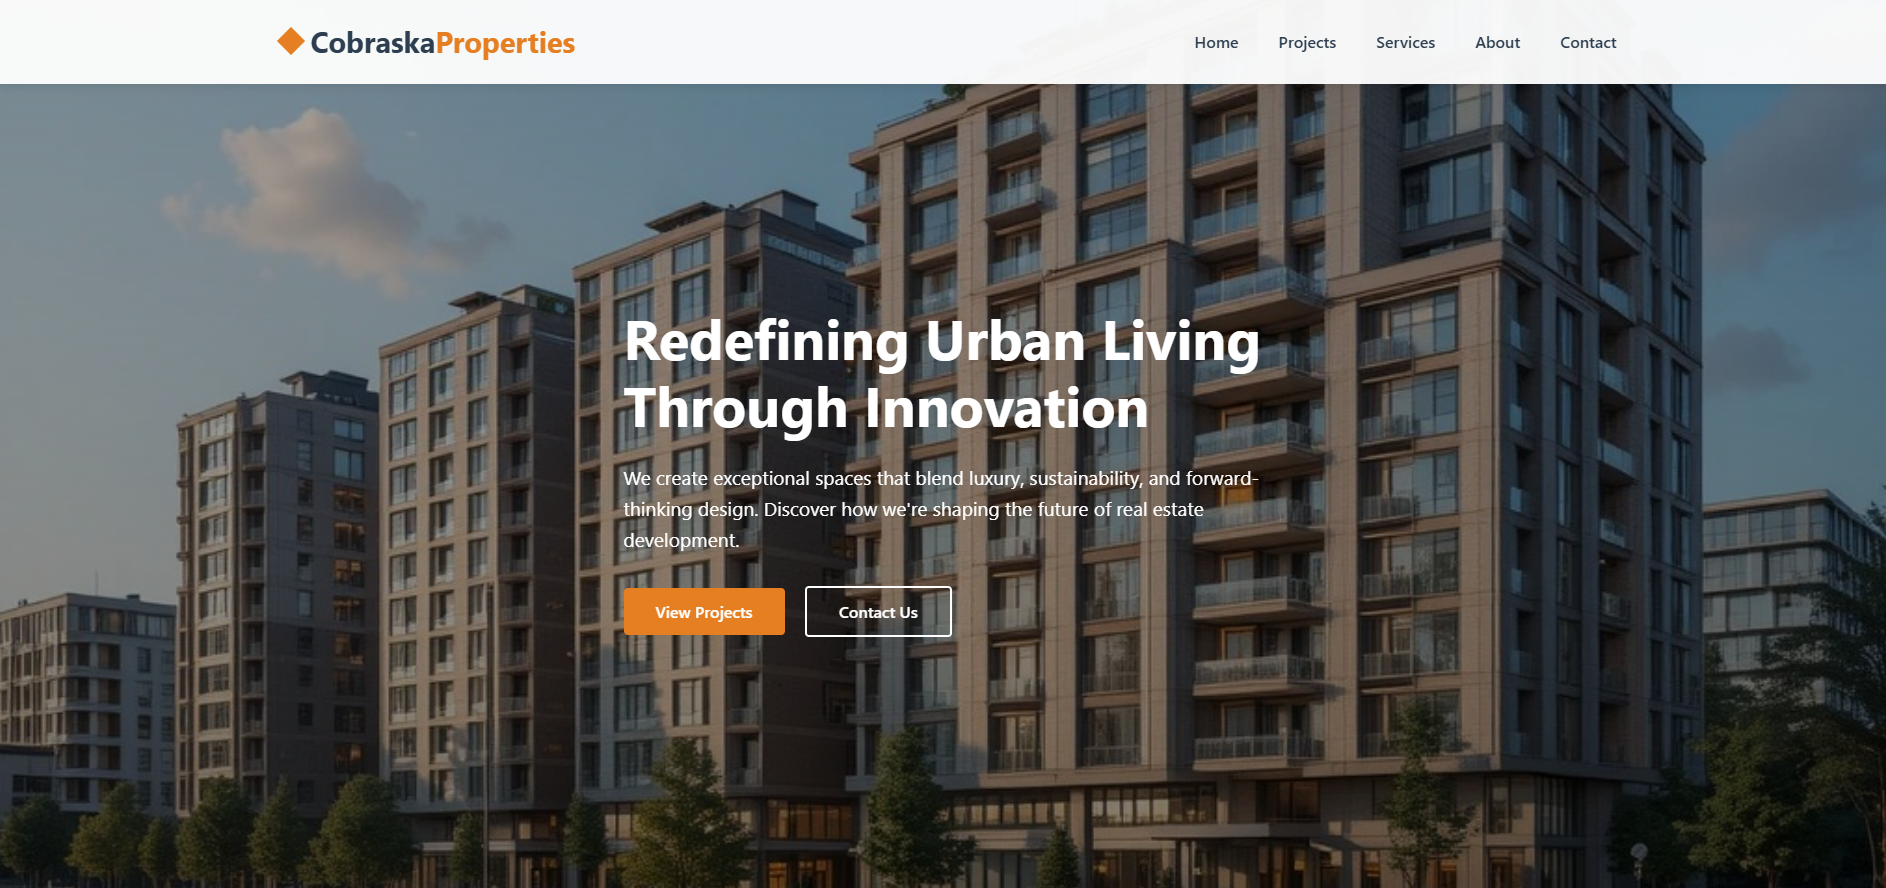 CobraskaProperties
Home Projects Services About Contact
Redefining Urban Living
Through Innovation
We create exceptional spaces that blend luxury, sustainability, and forward-
thinking design. Discover how we're shaping the future of real estate
development.
View Projects Contact Us